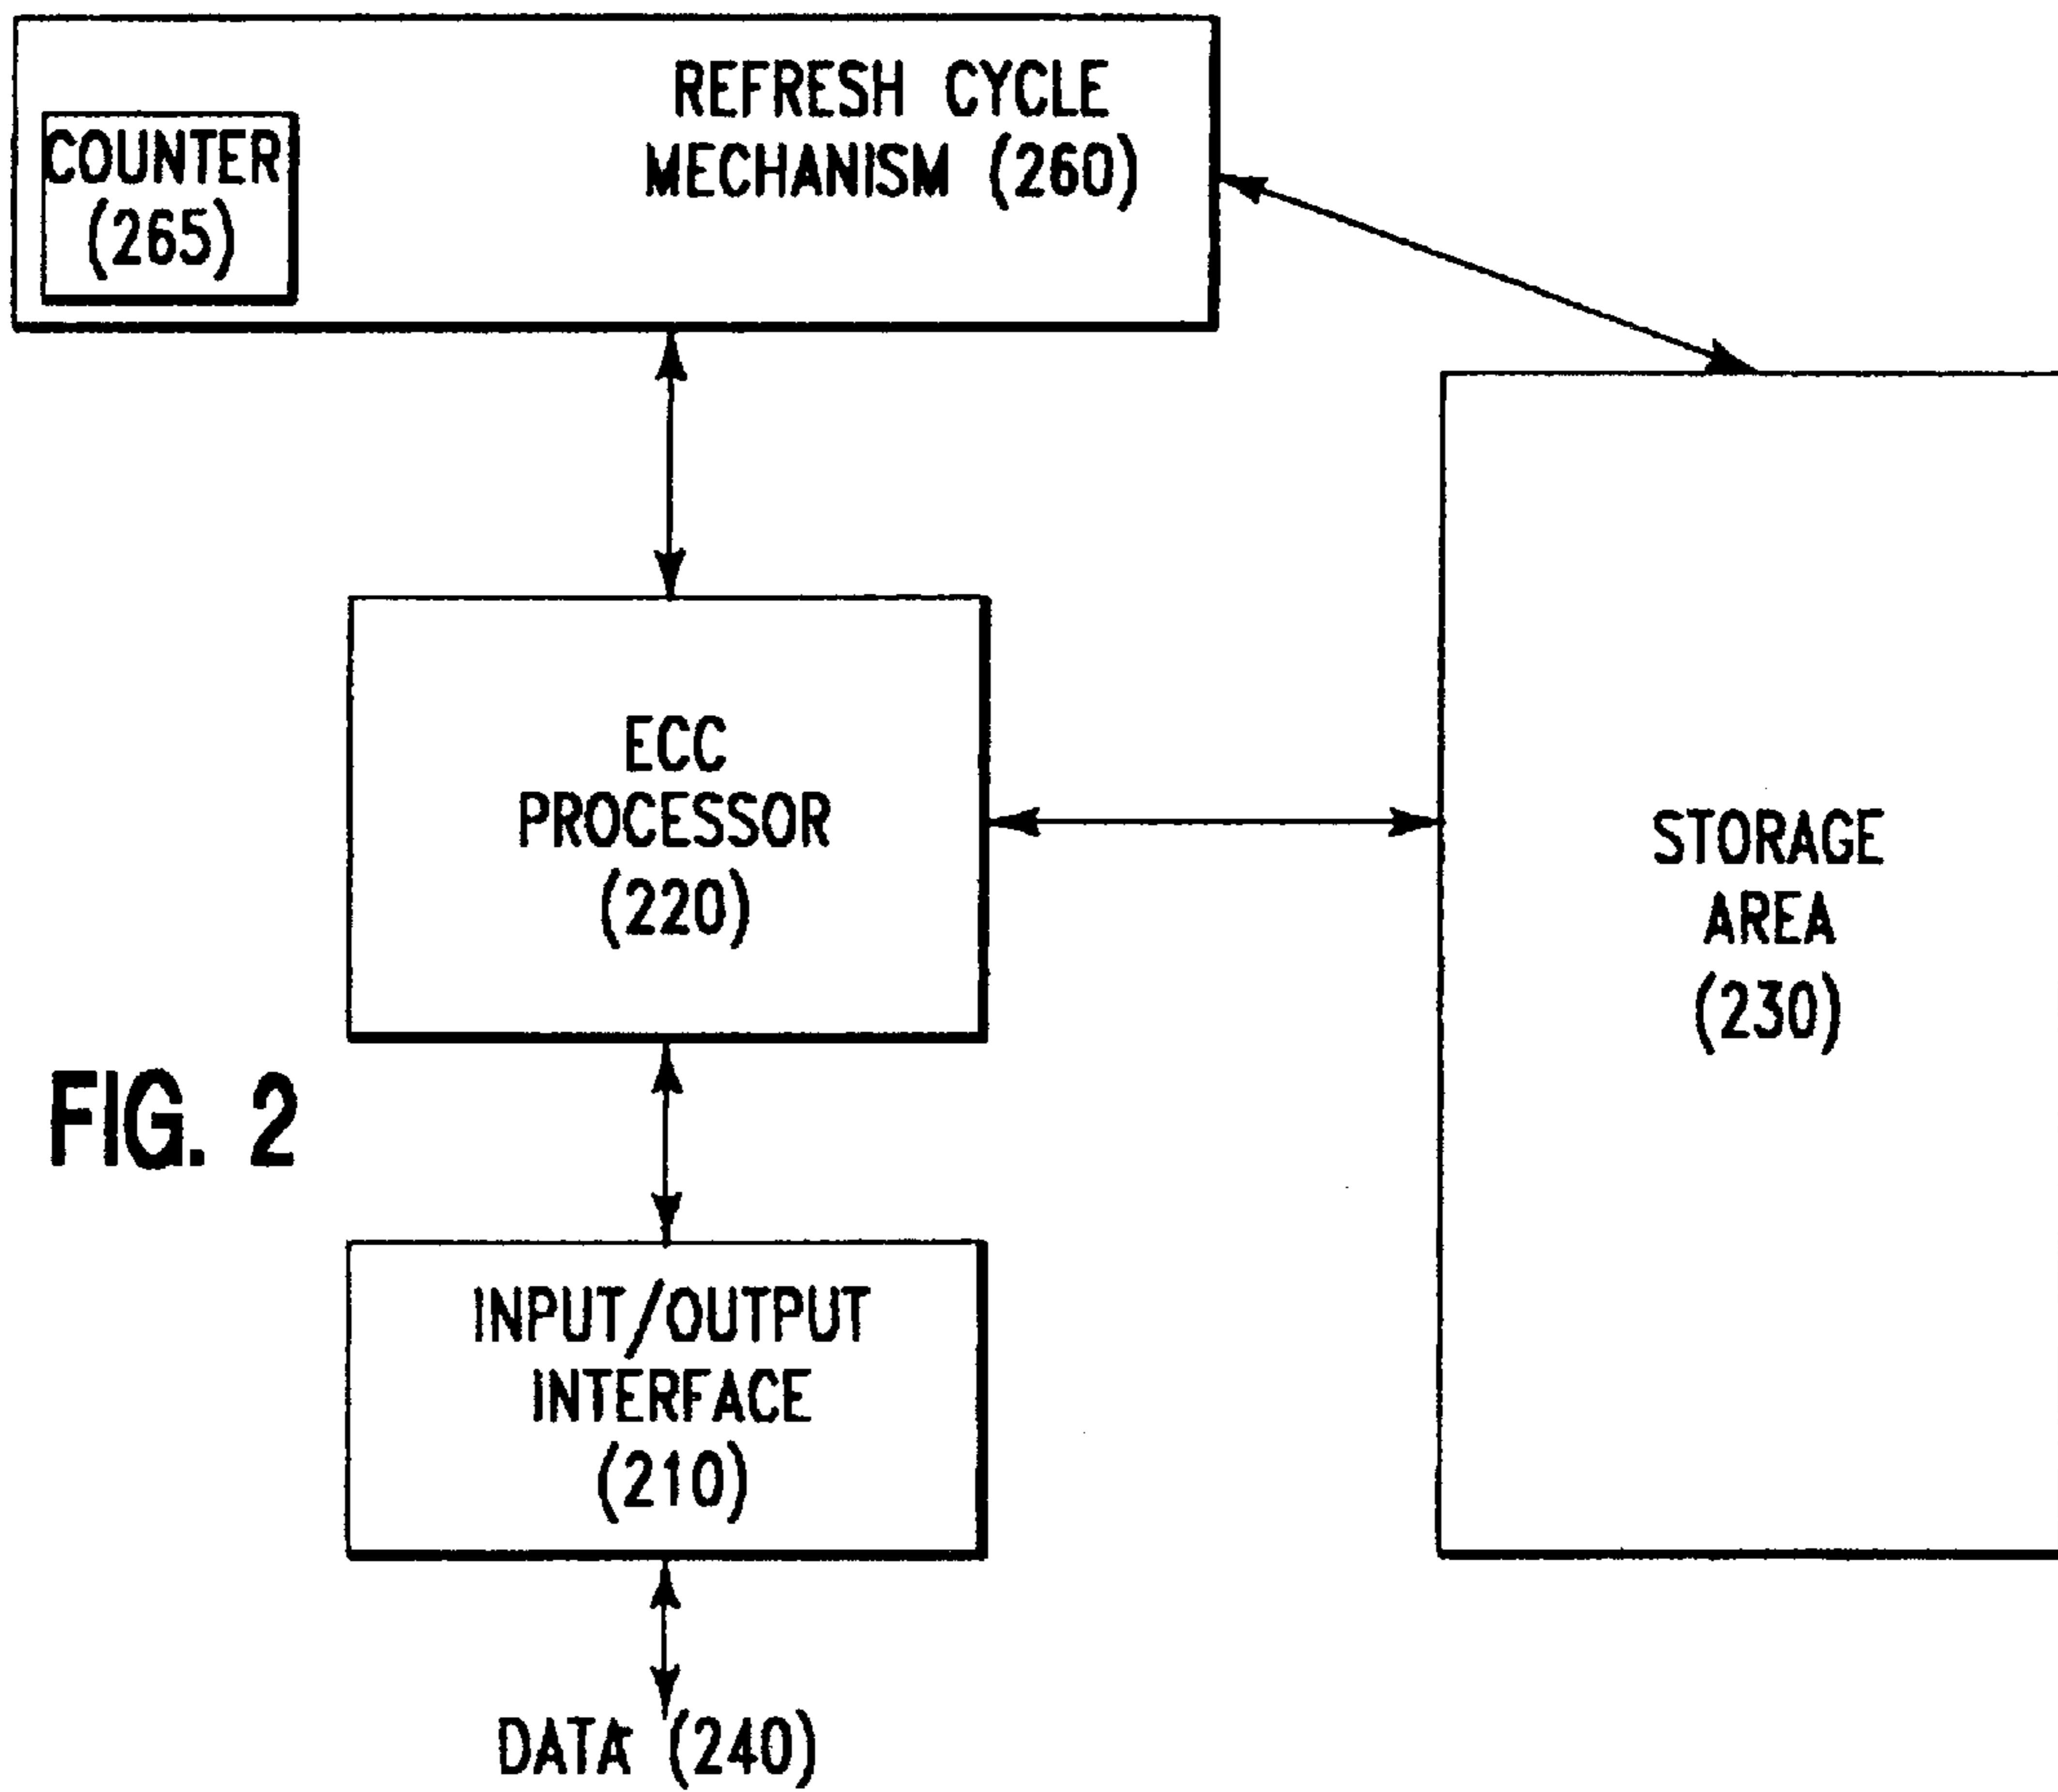 REFRESH CYCLE
MECHANISM (260)
COUNTER
(265)
ECC
PROCESSOR
(220)
STORAGE
AREA
(230)
FIG. 2
INPUT/OUTPUT
INTERFACE
(210)
DATA (240)